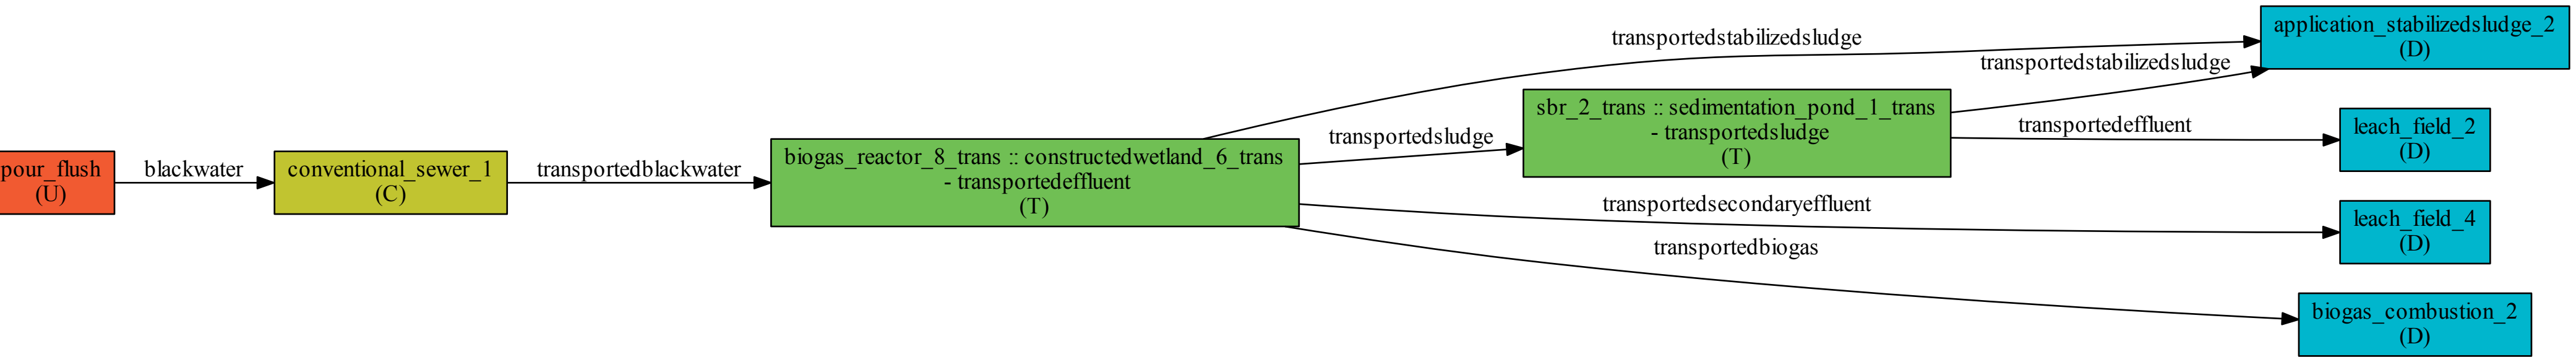 pour_flush
(U)
blackwater
conventional_sewer_1
(C)
transportedblackwater
biogas_reactor_8_trans :: constructedwetland_6_trans
- transportedeffluent
(T)
transportedstabilizedsludge
transportedsludge
transportedsecondaryeffluent
transportedbiogas
sbr_2_trans :: sedimentation_pond_1_trans
- transportedsludge
(T)
transportedstabilizedsludge
transportedeffluent
application_stabilizedsludge_2
(D)
leach_field_2
(D)
leach_field_4
(D)
biogas_combustion_2
(D)